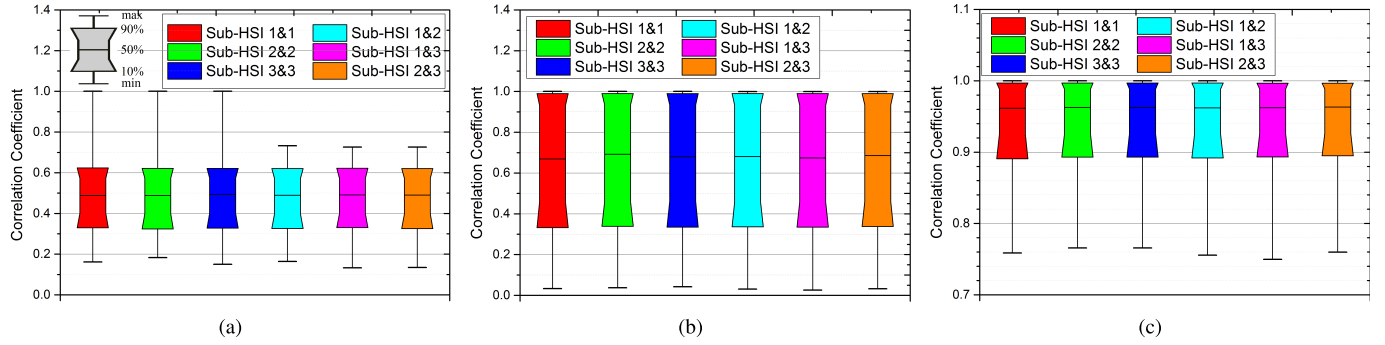 1.4
1.2
1.0
0.8
0.6
0.4
0.2
0.0
Correlation Coefficient
max
90%
50%
10%
min
Sub-HSI 1&1
Sub-HSI 1&2
Sub-HSI 2&2
Sub-HSI 1&3
Sub-HSI 3&3
Sub-HSI 2&3
(a)
1.4
1.2
1.0
0.8
0.6
0.4
0.2
0.0
Correlation Coefficient
Sub-HSI 1&1
Sub-HSI 1&2
Sub-HSI 2&2
Sub-HSI 1&3
Sub-HSI 3&3
Sub-HSI 2&3
(b)
1.1
1.0
0.9
0.8
0.7
Correlation Coefficient
Sub-HSI 1&1
Sub-HSI 1&2
Sub-HSI 2&2
Sub-HSI 1&3
Sub-HSI 3&3
Sub-HSI 2&3
(c)